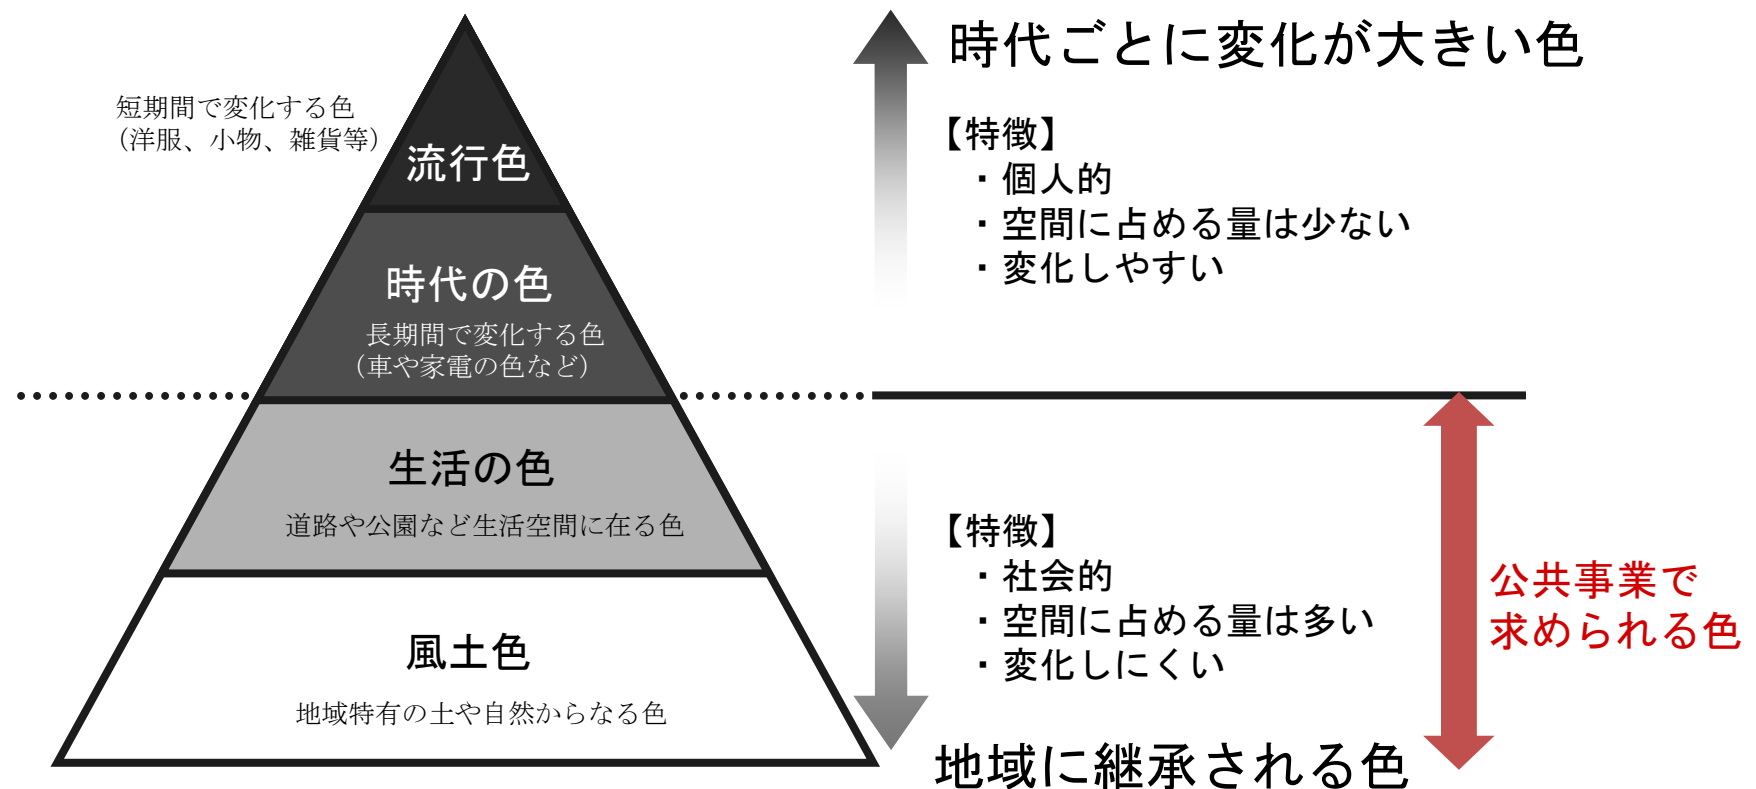 時代ごとに変化が大きい色
短期間で変化する色
（洋服、小物、雑貨等）
流行色
【特徴】
・個人的
・空間に占める量は少ない
・変化しやすい
時代の色
長期間で変化する色
（車や家電の色など）
生活の色
道路や公園など生活空間に在る色
【特徴】
・社会的
・空間に占める量は多い
・変化しにくい
公共事業で
求められる色
風土色
地域特有の土や自然からなる色
地域に継承される色